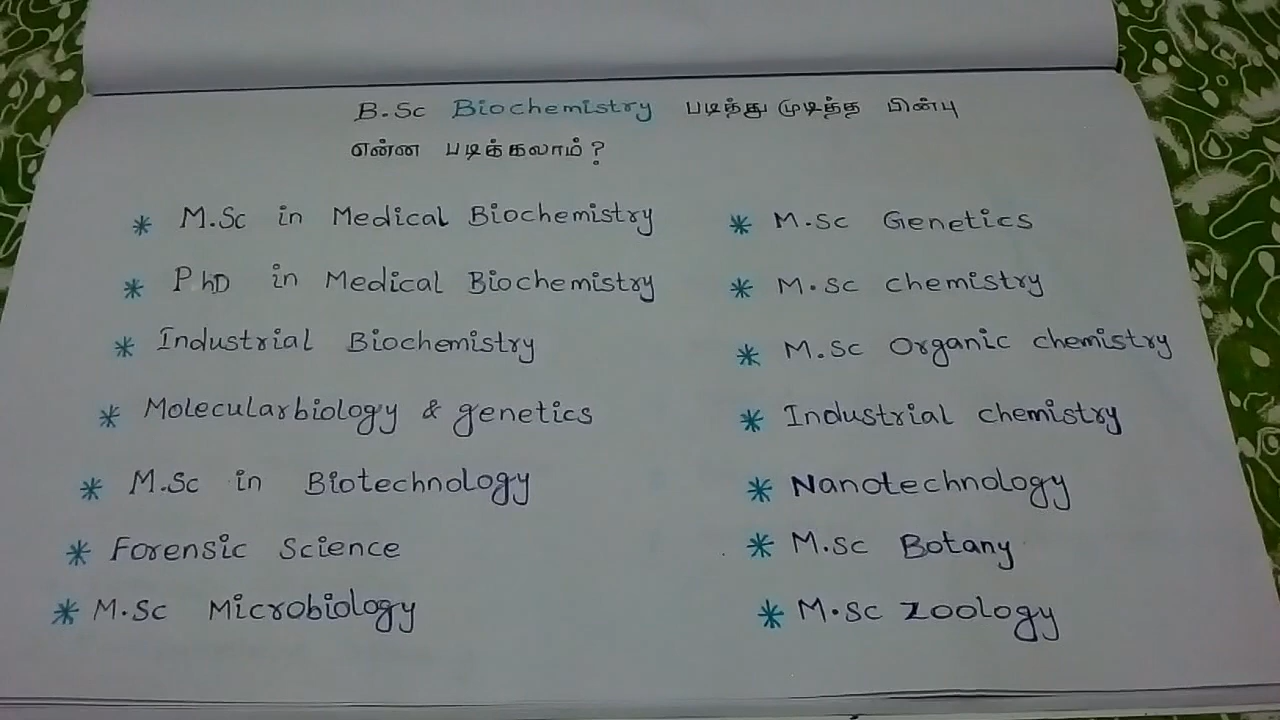 B.Sc Biochemistry படித்து முடித்த பின்பு
என்ன படிக்கலாம்?
* M.Sc in Medical Biochemistry
* PhD in Medical Biochemistry
* Industrial Biochemistry
* Molecularbiology & genetics
* M.Sc in Biotechnology
* Forensic Science
* M.Sc Microbiology
* M.Sc Genetics
* M.Sc chemistry
* M.Sc Organic chemistry
* Industrial chemistry
* Nanotechnology
* M.Sc Botany
* M.Sc Zoology